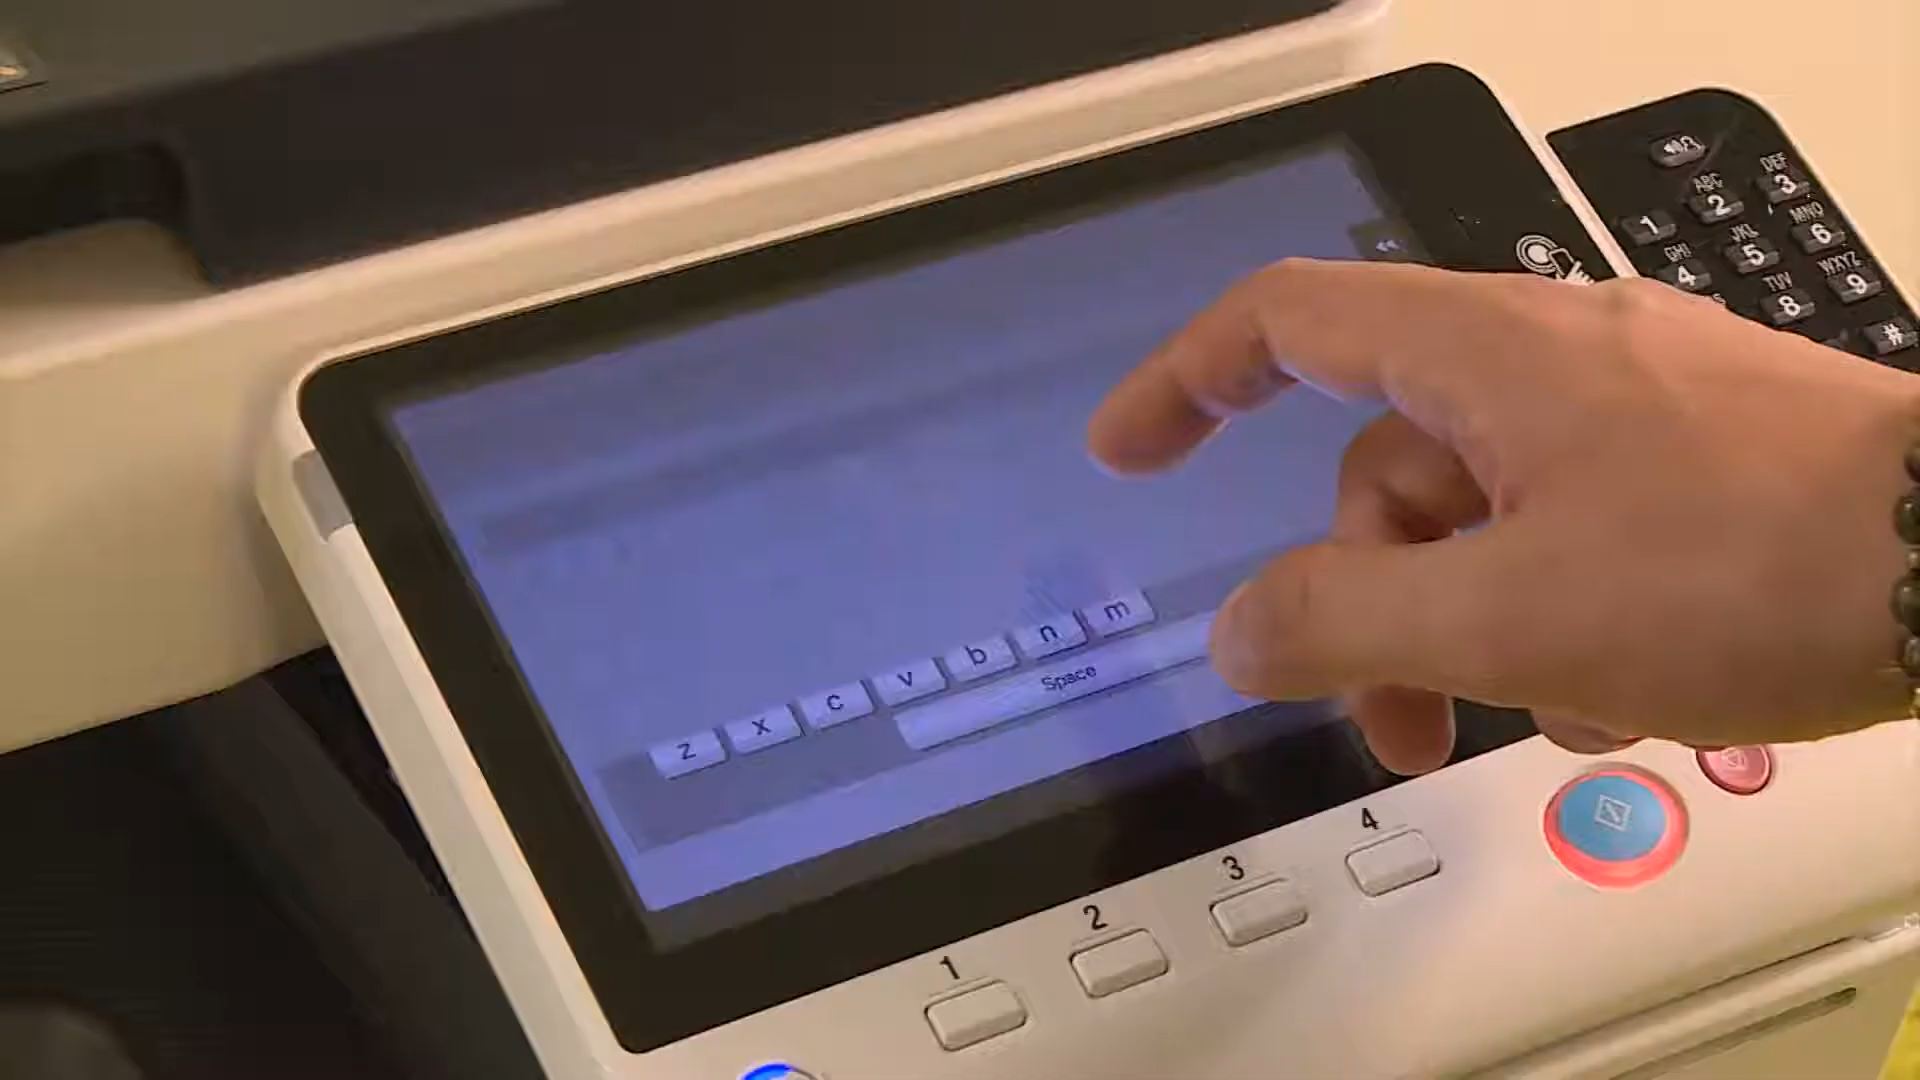 ABC
DEF
1
2
3
GHI
JKL
MNO
4
5
6
TUV
WXYZ
8
9
#
z x c v b n m
Space
1 2 3 4